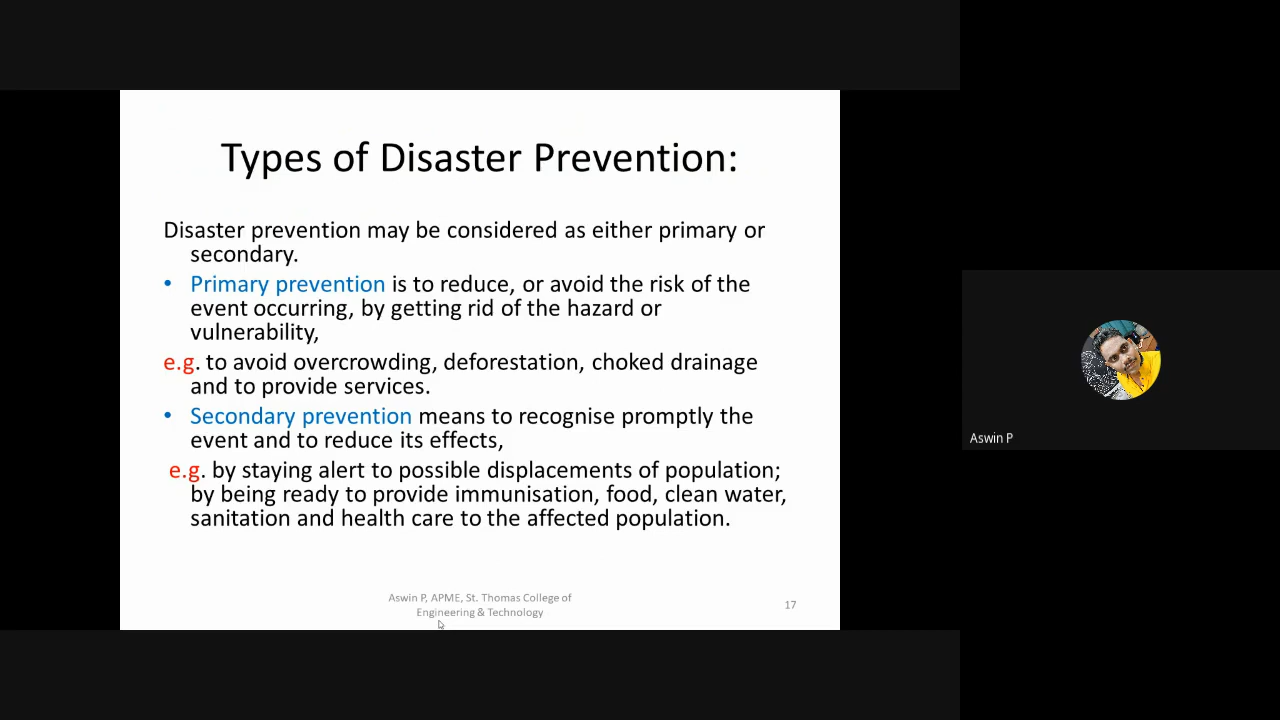 Types of Disaster Prevention:
Disaster prevention may be considered as either primary or
secondary.
• Primary prevention is to reduce, or avoid the risk of the
event occurring, by getting rid of the hazard or
vulnerability,
e.g. to avoid overcrowding, deforestation, choked drainage
and to provide services.
• Secondary prevention means to recognise promptly the
event and to reduce its effects,
e.g. by staying alert to possible displacements of population;
by being ready to provide immunisation, food, clean water,
sanitation and health care to the affected population.
Aswin P, APME, St. Thomas College of
Engineering & Technology
17
Aswin P